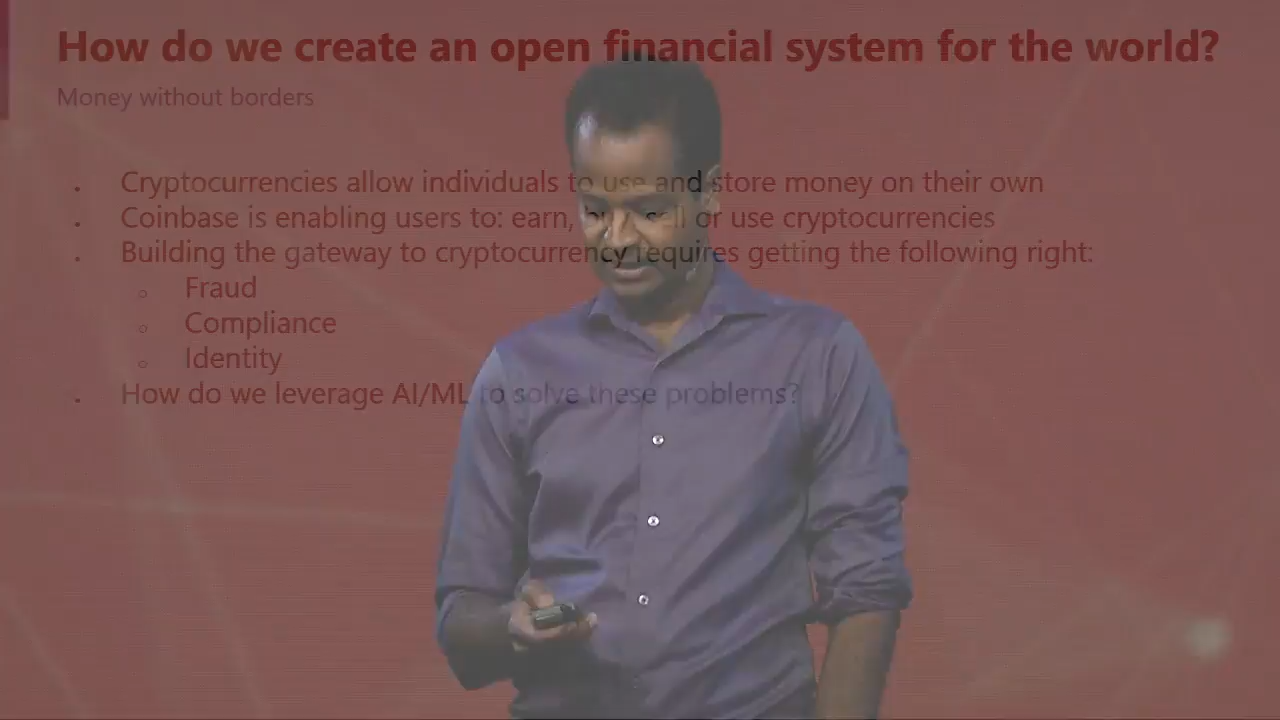 How do we create an open financial system for the world?
Money without borders
Cryptocurrencies allow individuals to use and store money on their own
Coinbase is enabling users to: earn, buy, sell or use cryptocurrencies
Building the gateway to cryptocurrency requires getting the following right:
Fraud
Compliance
Identity
How do we leverage AI/ML to solve these problems?